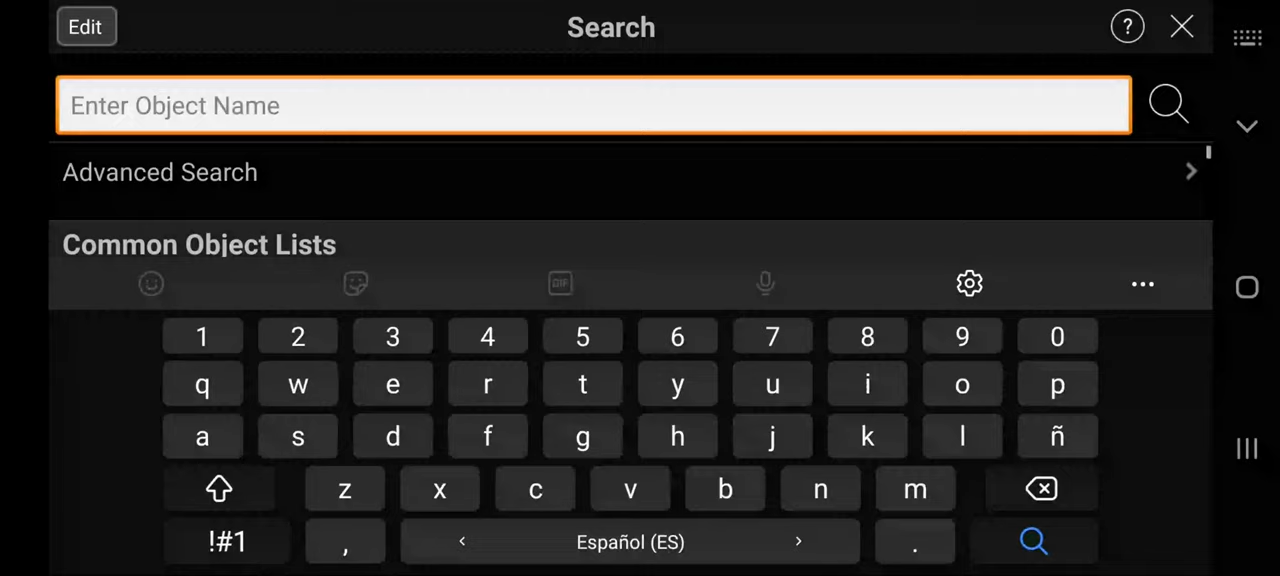 Edit Search ?
Enter Object Name
Advanced Search
Common Object Lists
GIF
1 2 3 4 5 6 7 8 9 0
q w e r t y u i o p
a s d f g h j k l ñ
z x c v b n m
!#1 , Español (ES) .